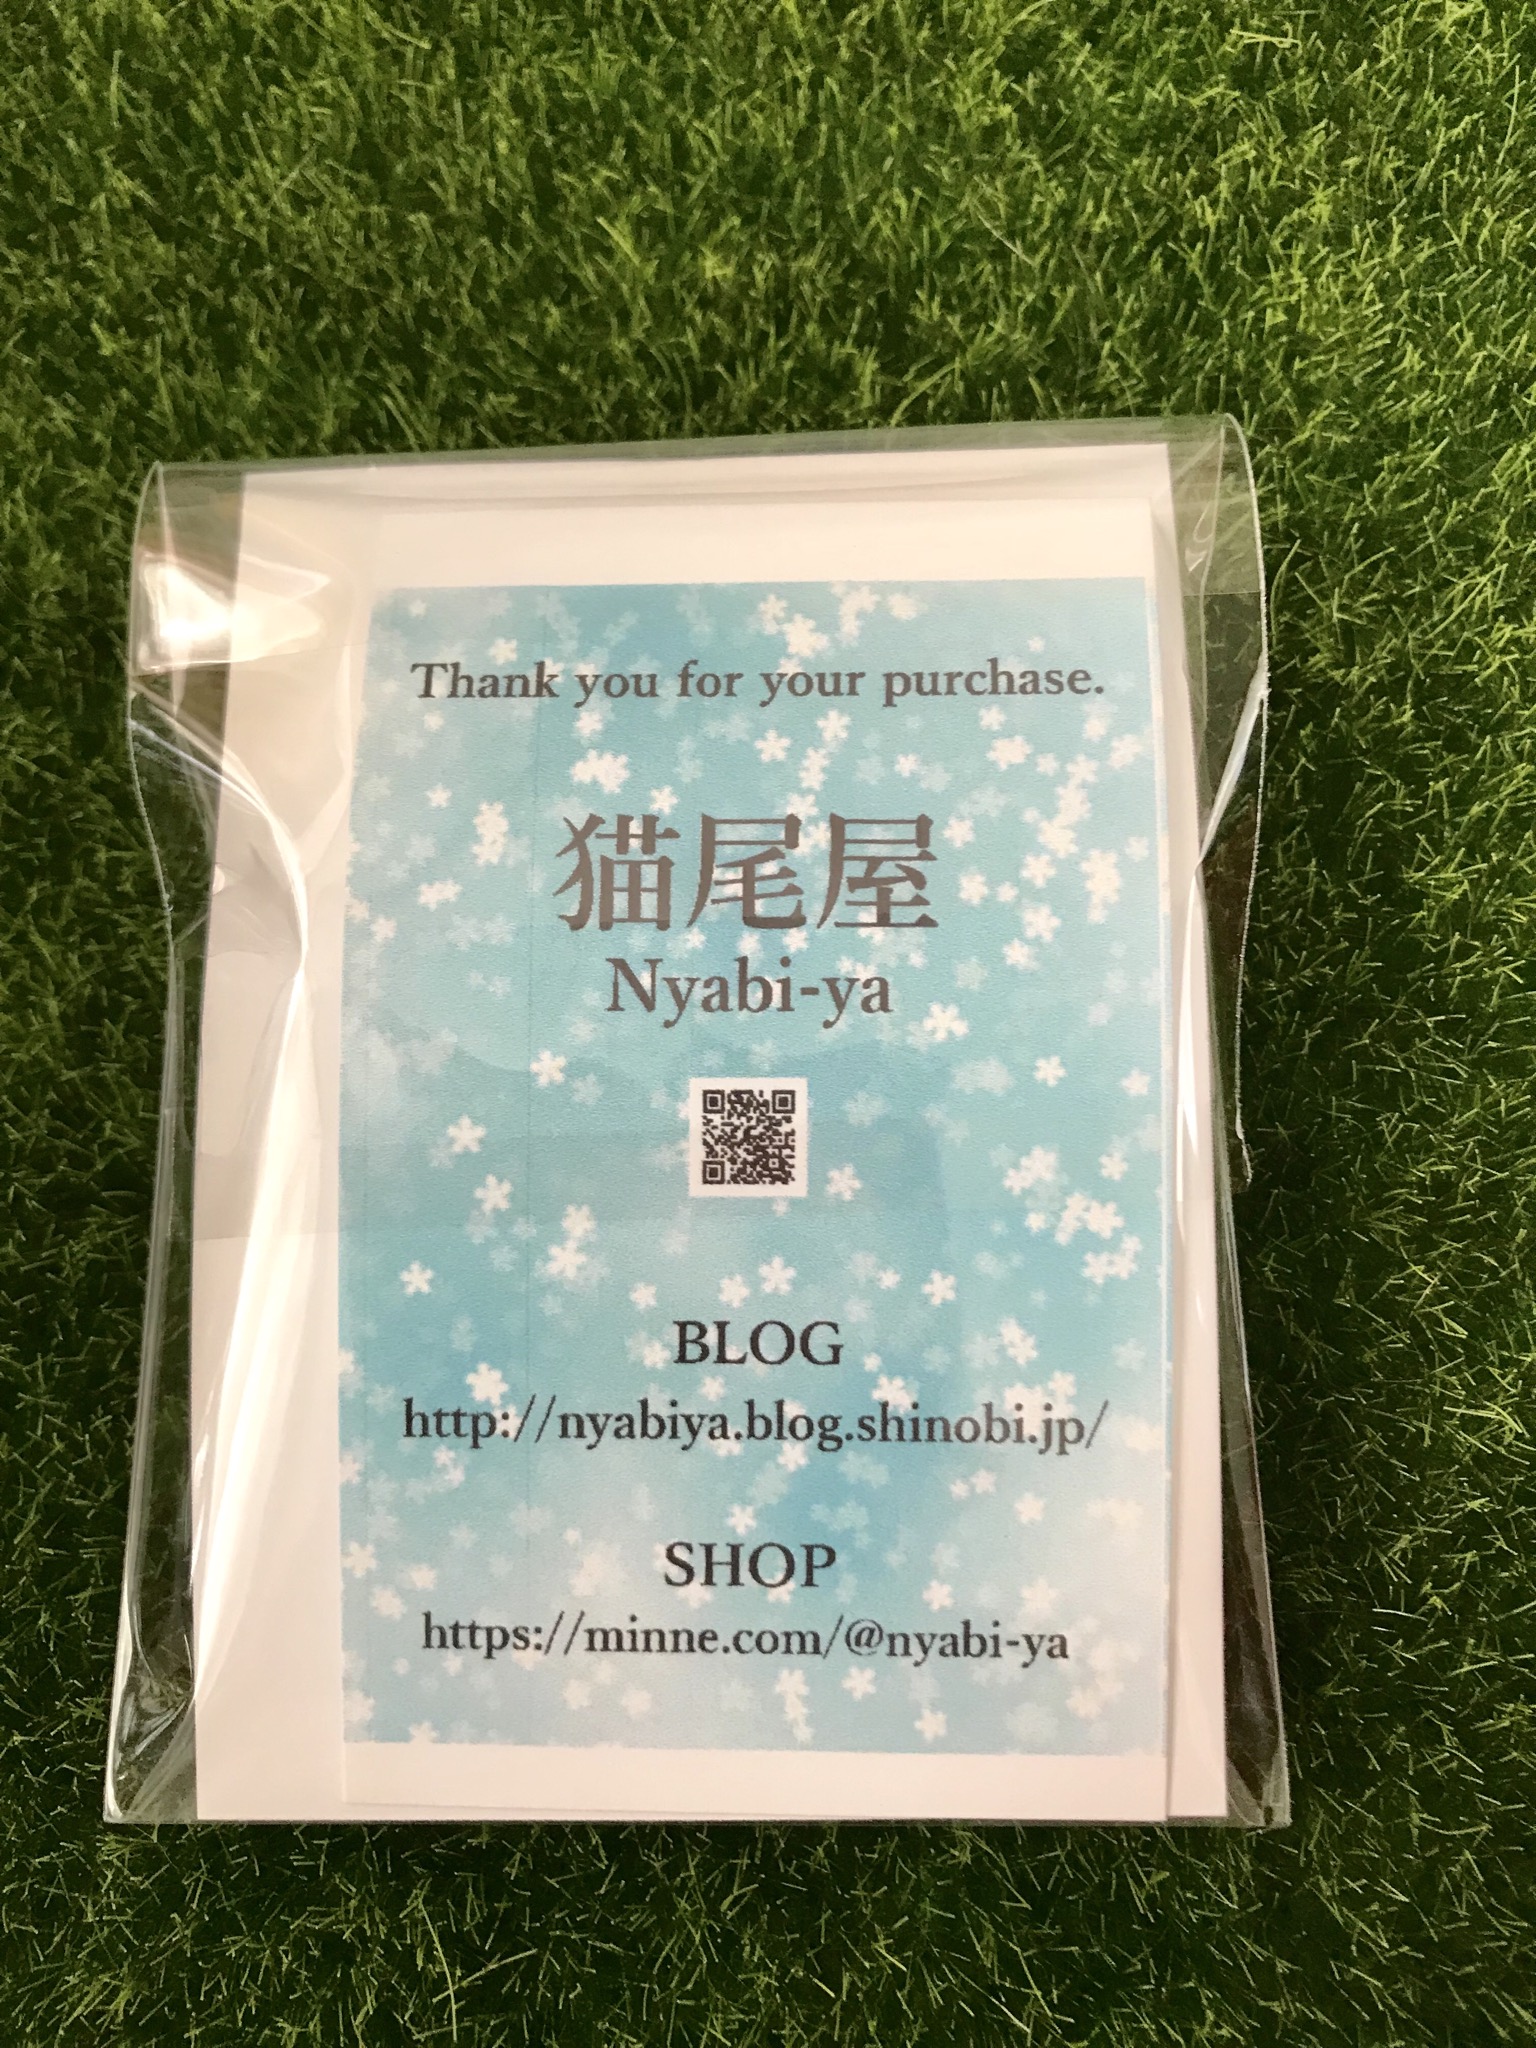 Thank you for your purchase.
猫尾屋
Nyabi-ya
BLOG
http://nyabiya.blog.shinobi.jp/
SHOP
https://minne.com/@nyabi-ya